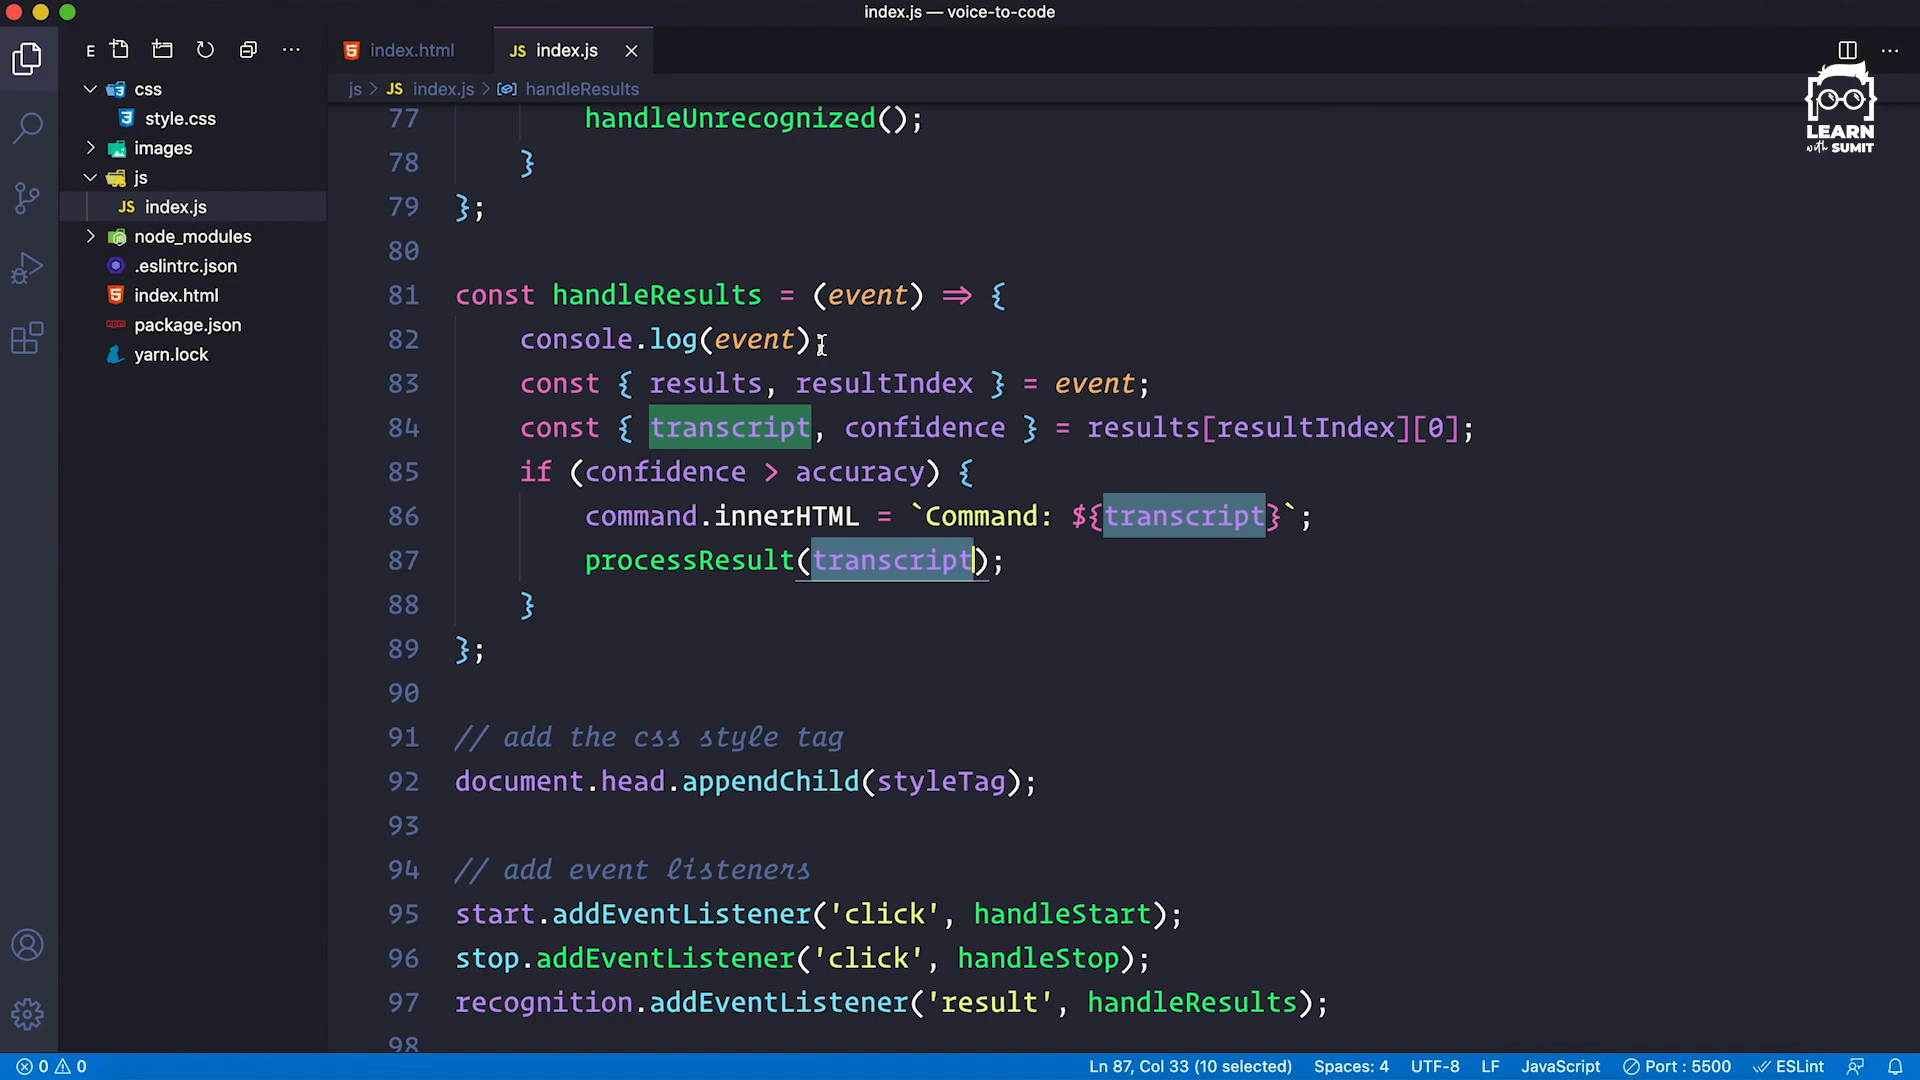 index.js — voice-to-code
E
index.html
JS index.js
js > JS index.js > handleResults
LEARN
with SUMIT
css
style.css
images
js
JS index.js
node_modules
.eslintrc.json
index.html
package.json
yarn.lock
77 handleUnrecognized();
78 }
79 };
80
81 const handleResults = (event) => {
82 console.log(event);
83 const { results, resultIndex } = event;
84 const { transcript, confidence } = results[resultIndex][0];
85 if (confidence > accuracy) {
86 command.innerHTML = `Command: ${transcript}`;
87 processResult(transcript);
88 }
89 };
90
91 // add the css style tag
92 document.head.appendChild(styleTag);
93
94 // add event listeners
95 start.addEventListener('click', handleStart);
96 stop.addEventListener('click', handleStop);
97 recognition.addEventListener('result', handleResults);
98
0 0 Ln 87, Col 33 (10 selected) Spaces: 4 UTF-8 LF JavaScript Port : 5500 ESLint